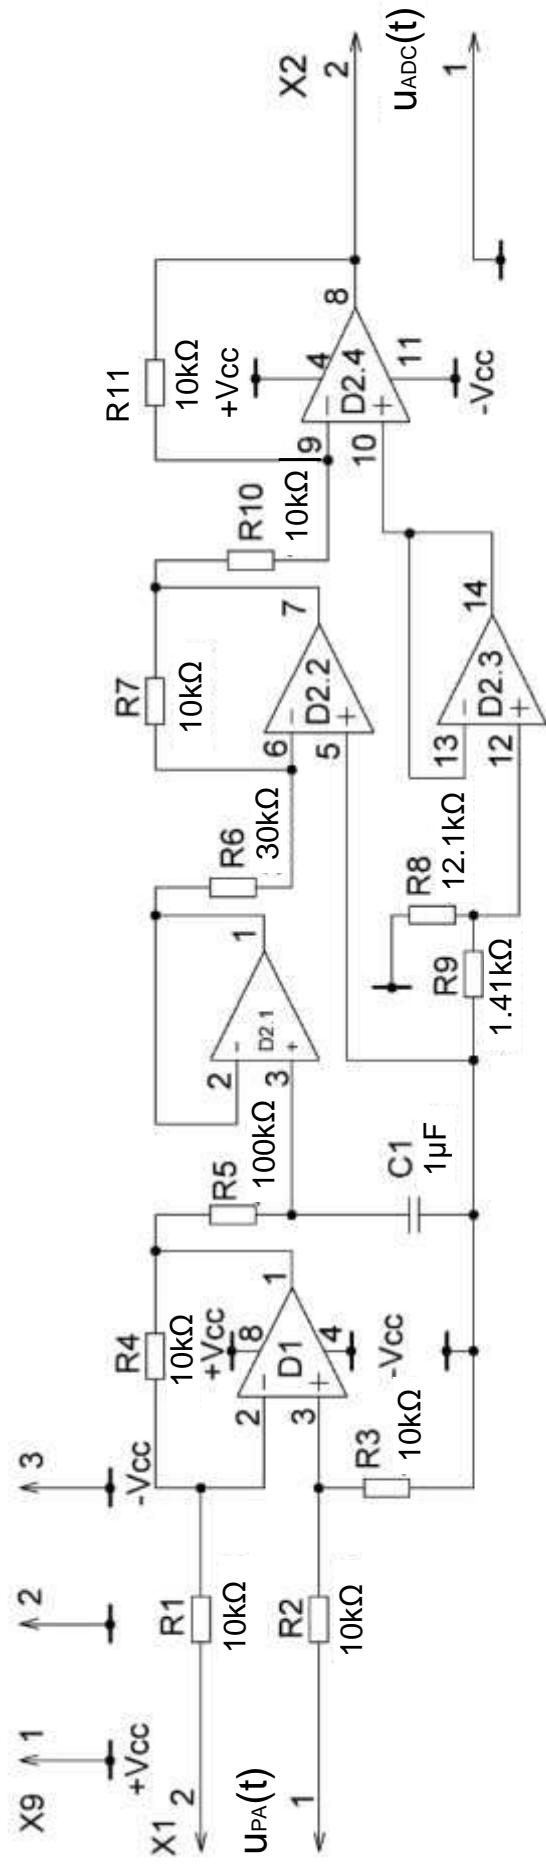 X9
1
+Vcc
2
3
-Vcc
X1
2
uPA(t)
1
R1
10kΩ
R2
10kΩ
R3
10kΩ
R4
10kΩ
2
3
D1
−
+
+Vcc
8
4
-Vcc
1
R5
100kΩ
C1
1µF
2
3
D2.1
-
+
1
R6
30kΩ
R7
10kΩ
6
5
D2.2
−
+
7
R9
1.41kΩ
R8
12.1kΩ
13
12
D2.3
−
+
14
R10
10kΩ
R11
10kΩ
9
10
D2.4
−
+
+Vcc
4
11
-Vcc
8
X2
2
uADC(t)
1